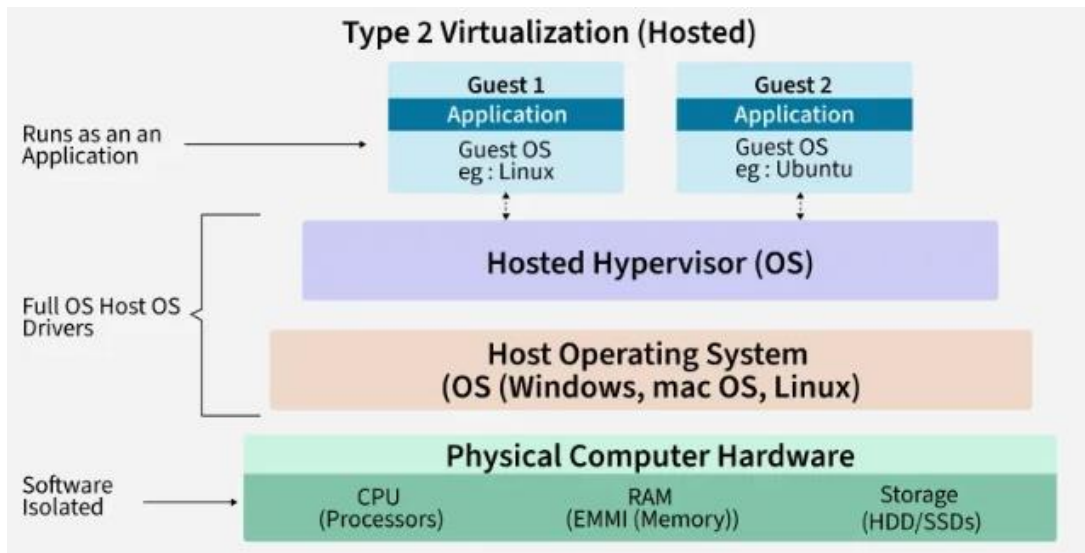 Type 2 Virtualization (Hosted)
Guest 1
Application
Guest OS
eg : Linux
Guest 2
Application
Guest OS
eg : Ubuntu
Runs as an an
Application
Hosted Hypervisor (OS)
Full OS Host OS
Drivers
Host Operating System
(OS (Windows, mac OS, Linux)
Physical Computer Hardware
Software
Isolated
CPU
(Processors)
RAM
(EMMI (Memory))
Storage
(HDD/SSDs)